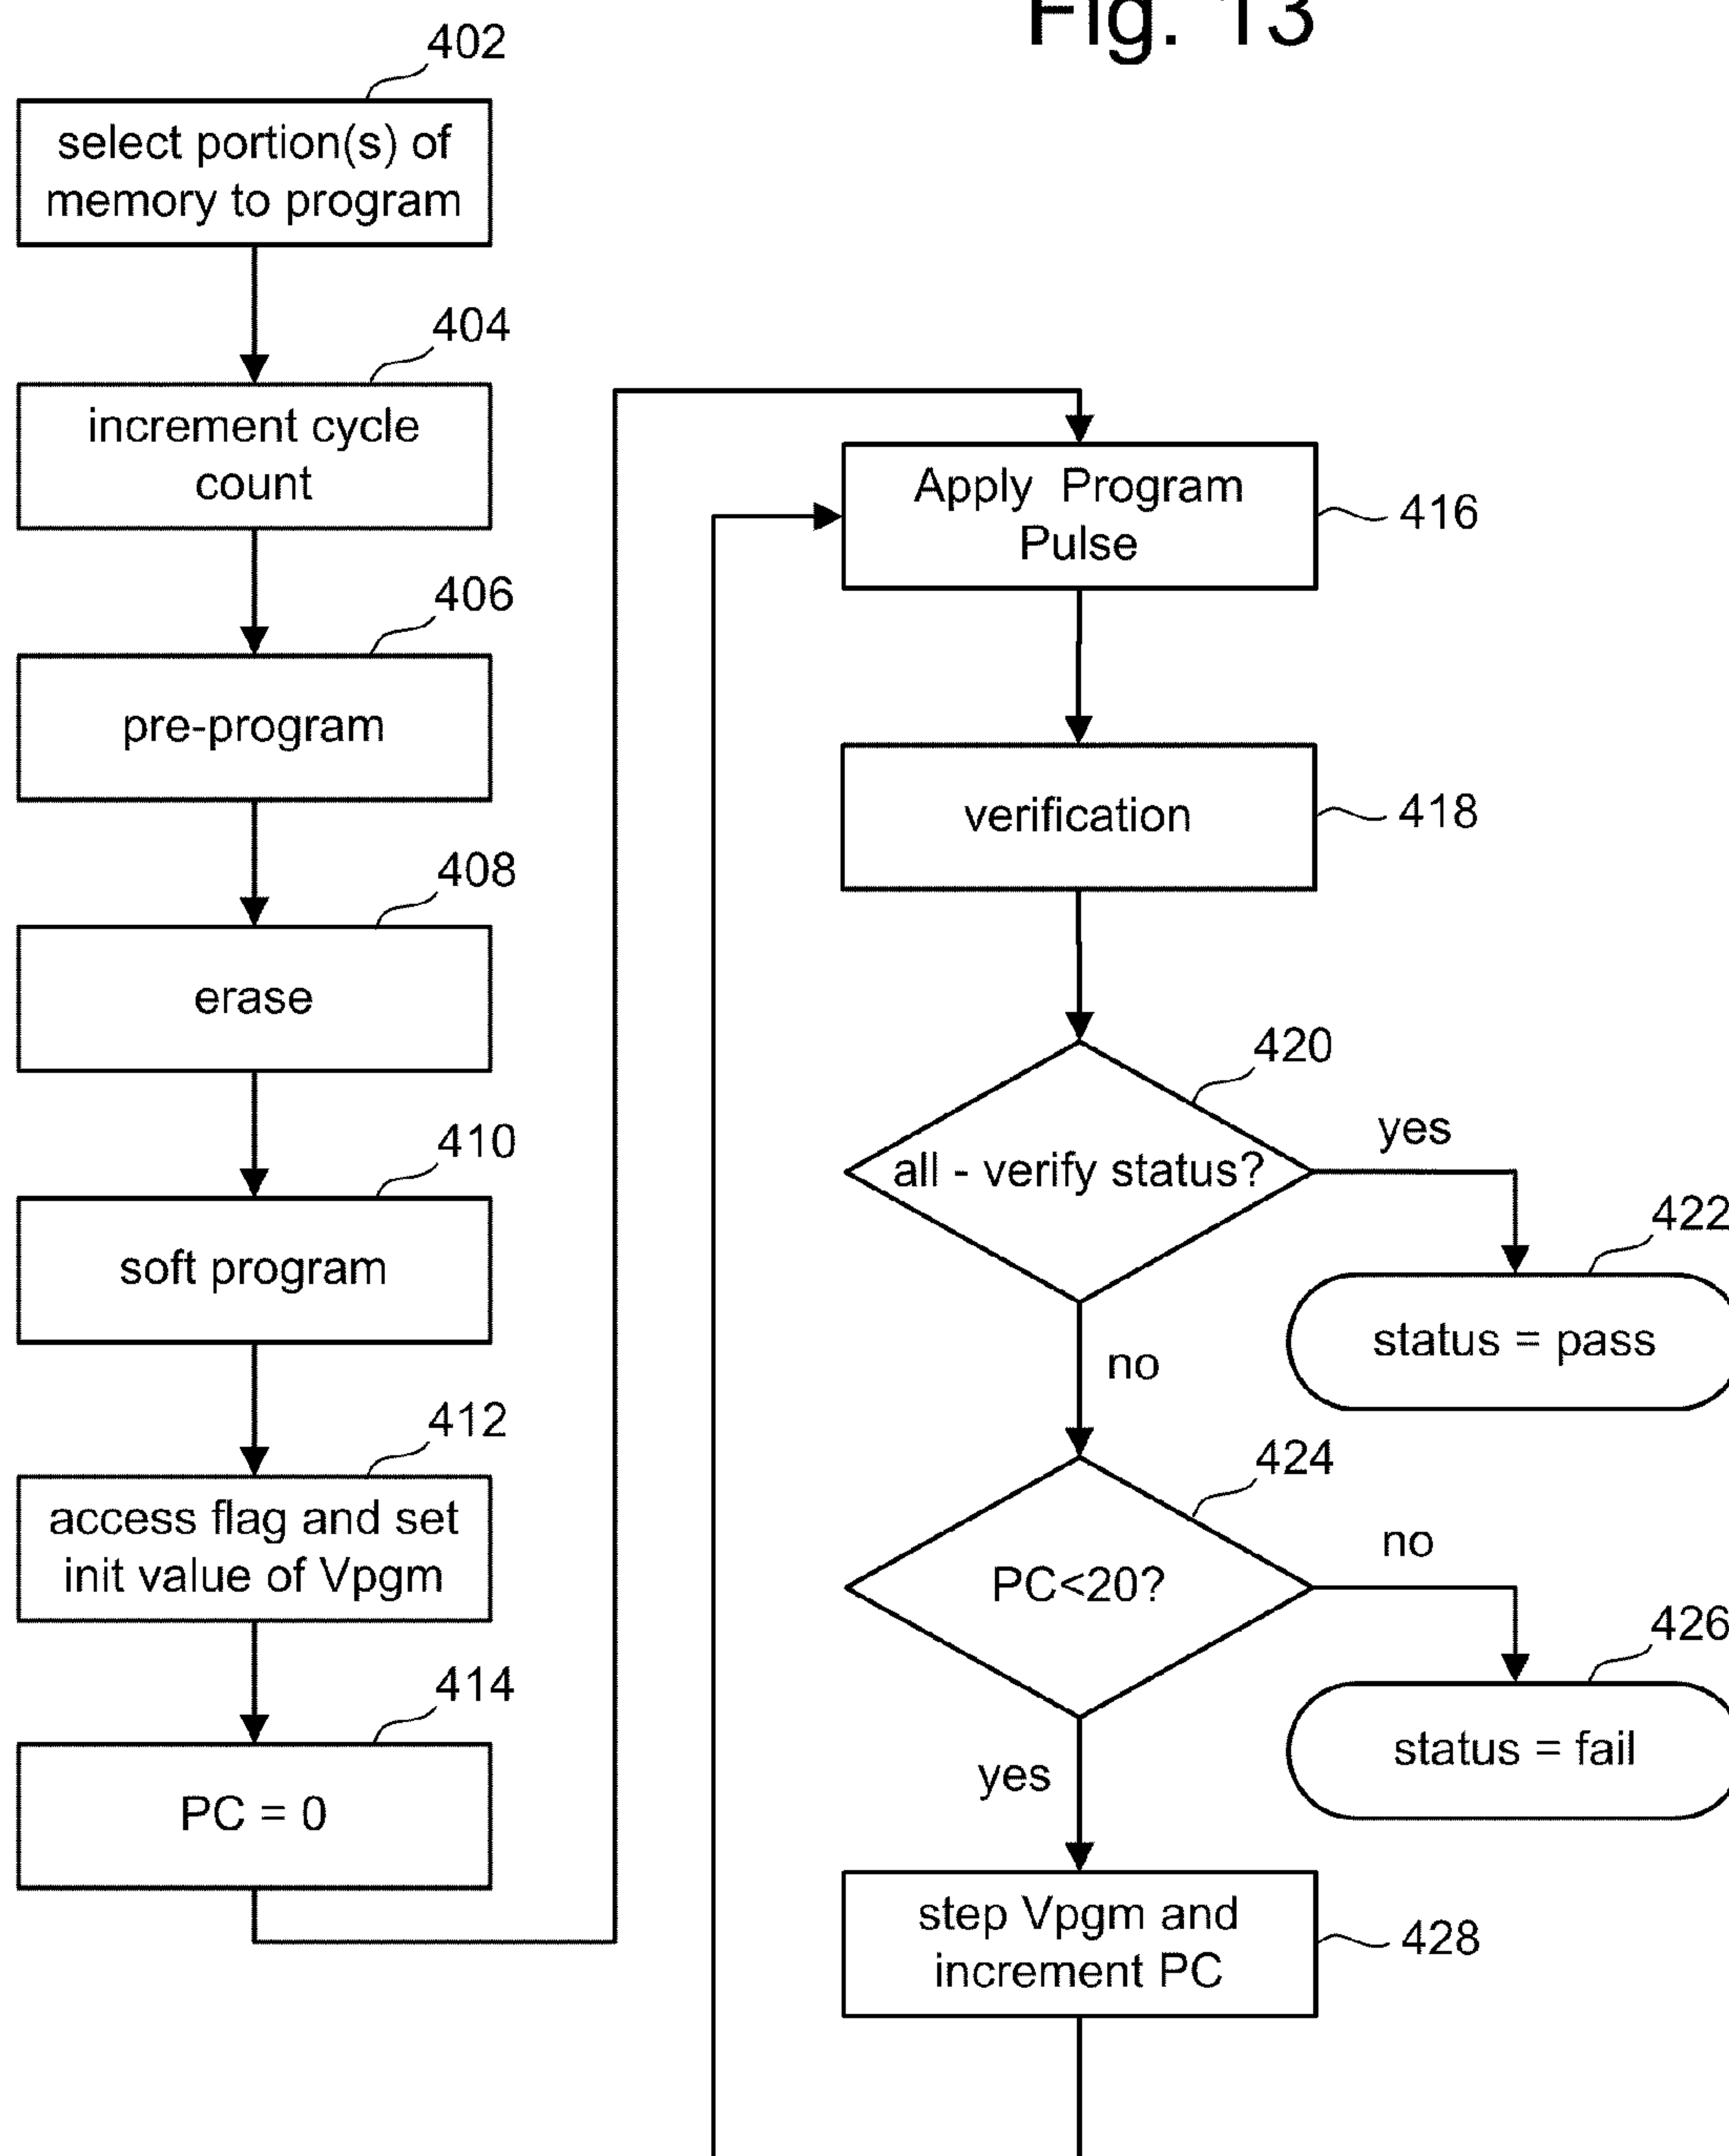 Fig. 13
402
select portion(s) of
memory to program
404
increment cycle
count
406
pre-program
408
erase
410
soft program
412
access flag and set
init value of Vpgm
414
PC = 0
Apply Program
Pulse
416
verification
418
420
all - verify status?
yes
422
status = pass
no
424
PC<20?
no
426
status = fail
yes
step Vpgm and
increment PC
428